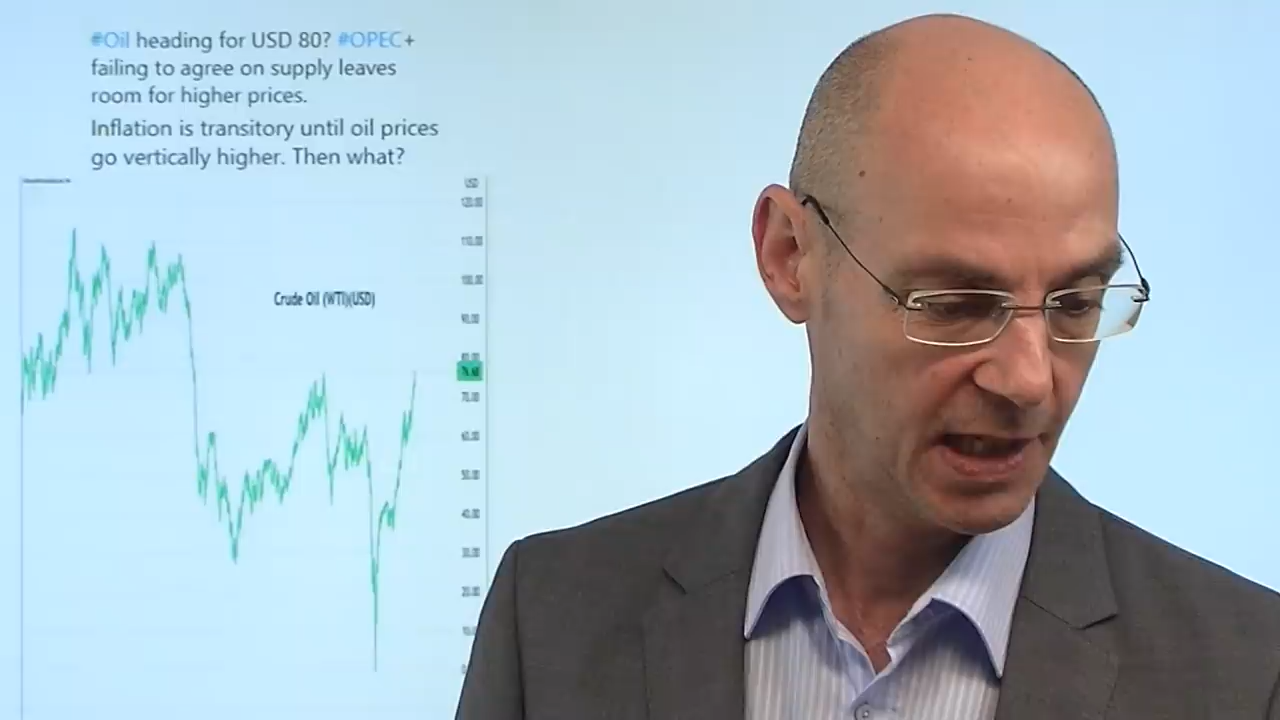 #Oil heading for USD 80? #OPEC+
failing to agree on supply leaves
room for higher prices.
Inflation is transitory until oil prices
go vertically higher. Then what?
USD
120.00
110.00
100.00
Crude Oil (WTI)(USD)
90.00
80.00
70.00
60.00
50.00
40.00
30.00
20.00